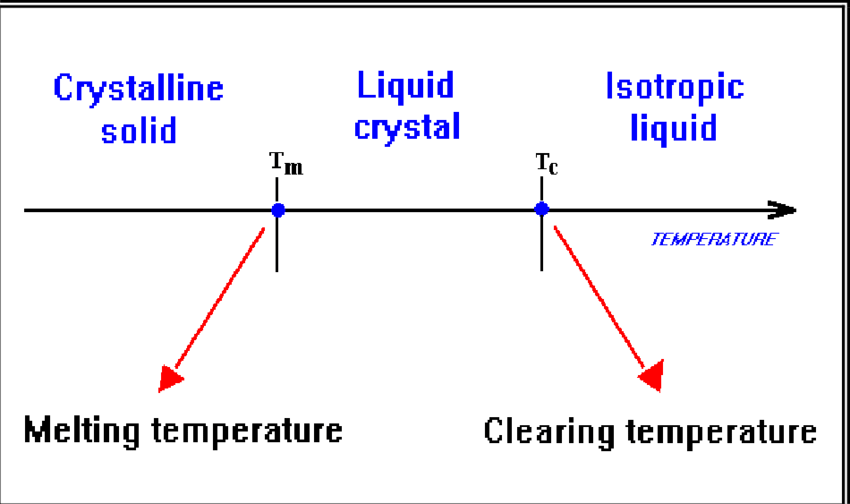 Crystalline
solid
Liquid
crystal
Isotropic
liquid
Tm
Tc
TEMPERATURE
Melting temperature
Clearing temperature